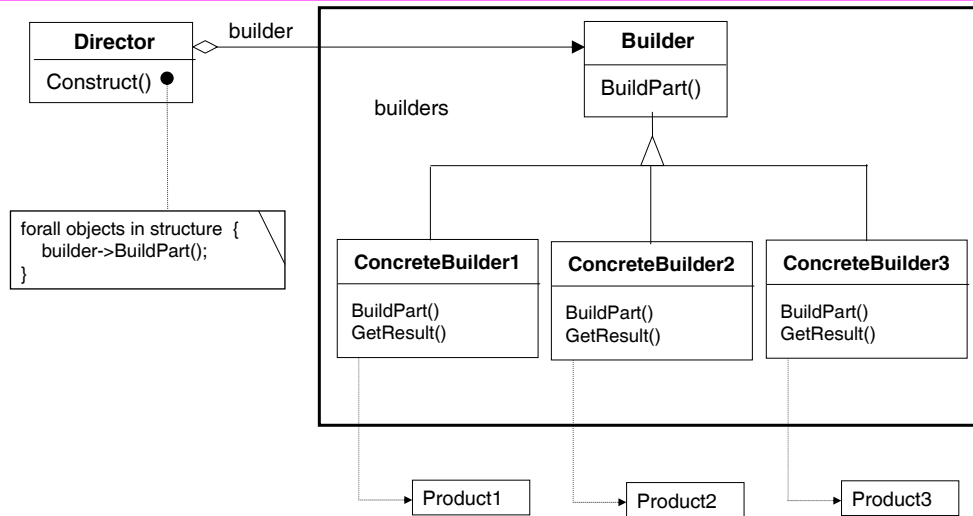 Director
Construct()
builder
Builder
BuildPart()
builders
forall objects in structure {
builder->BuildPart();
}
ConcreteBuilder1
BuildPart()
GetResult()
ConcreteBuilder2
BuildPart()
GetResult()
ConcreteBuilder3
BuildPart()
GetResult()
Product1
Product2
Product3